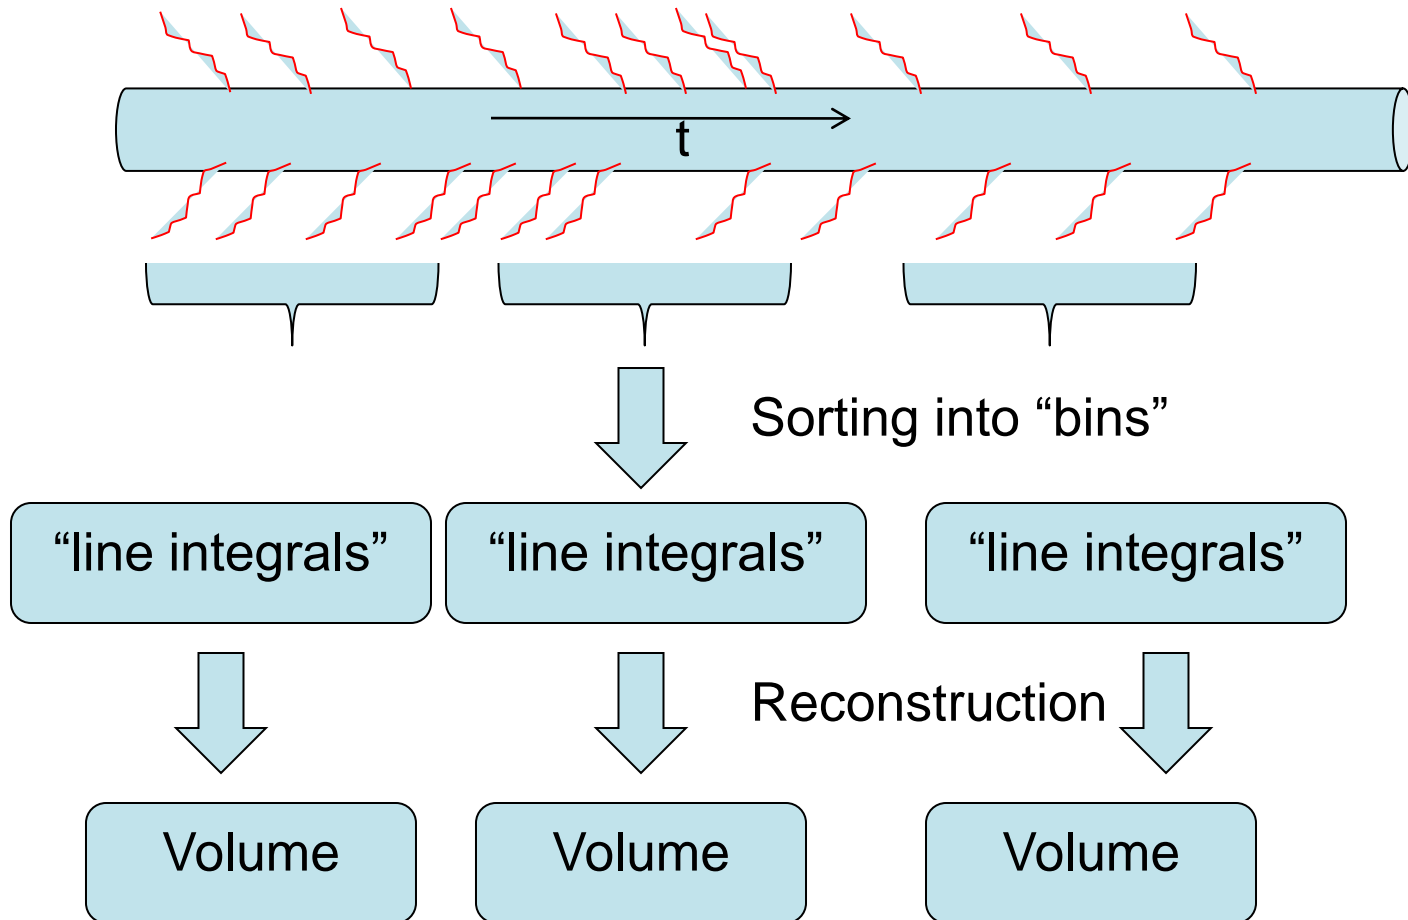 t
Sorting into “bins”
“line integrals” “line integrals” “line integrals”
Reconstruction
Volume Volume Volume